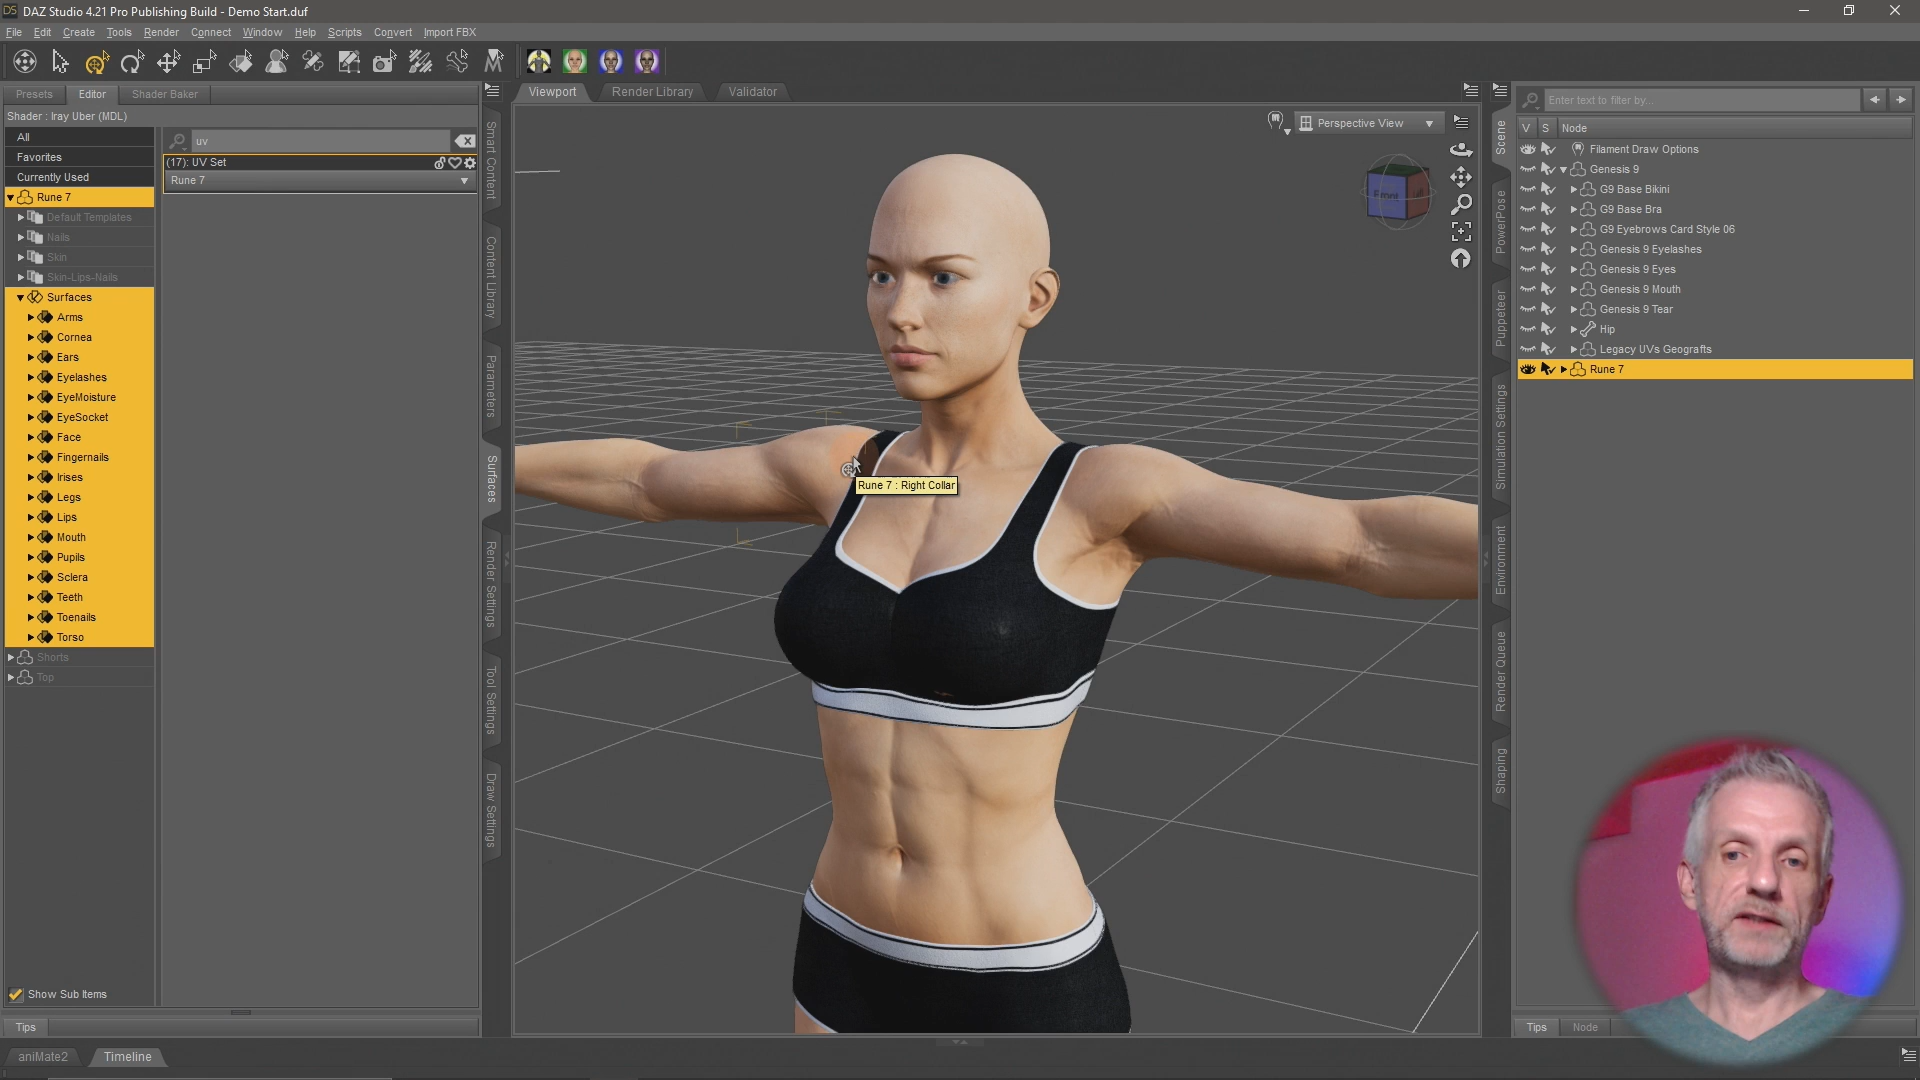 DAZ Studio 4.21 Pro Publishing Build - Demo Start.duf
File Edit Create Tools Render Connect Window Help Scripts Convert Import FBX
Presets Editor Shader Baker
Shader : Iray Uber (MDL)
All
Favorites
Currently Used
Rune 7
Default Templates
Nails
Skin
Skin-Lips-Nails
Surfaces
Arms
Cornea
Ears
Eyelashes
EyeMoisture
EyeSocket
Face
Fingernails
Irises
Legs
Lips
Mouth
Pupils
Sclera
Teeth
Toenails
Torso
Shorts
Top
Show Sub Items
Tips
aniMate2 Timeline
uv
(17): UV Set
Rune 7
Smart Content
Content Library
Parameters
Surfaces
Render Settings
Tool Settings
Draw Settings
Viewport Render Library Validator
Perspective View
Front
Rune 7 : Right Collar
Scene
PowerPose
Puppeteer
Simulation Settings
Environment
Render Queue
Shaping
Enter text to filter by...
V S Node
Filament Draw Options
Genesis 9
G9 Base Bikini
G9 Base Bra
G9 Eyebrows Card Style 06
Genesis 9 Eyelashes
Genesis 9 Eyes
Genesis 9 Mouth
Genesis 9 Tear
Hip
Legacy UVs Geografts
Rune 7
Tips Node